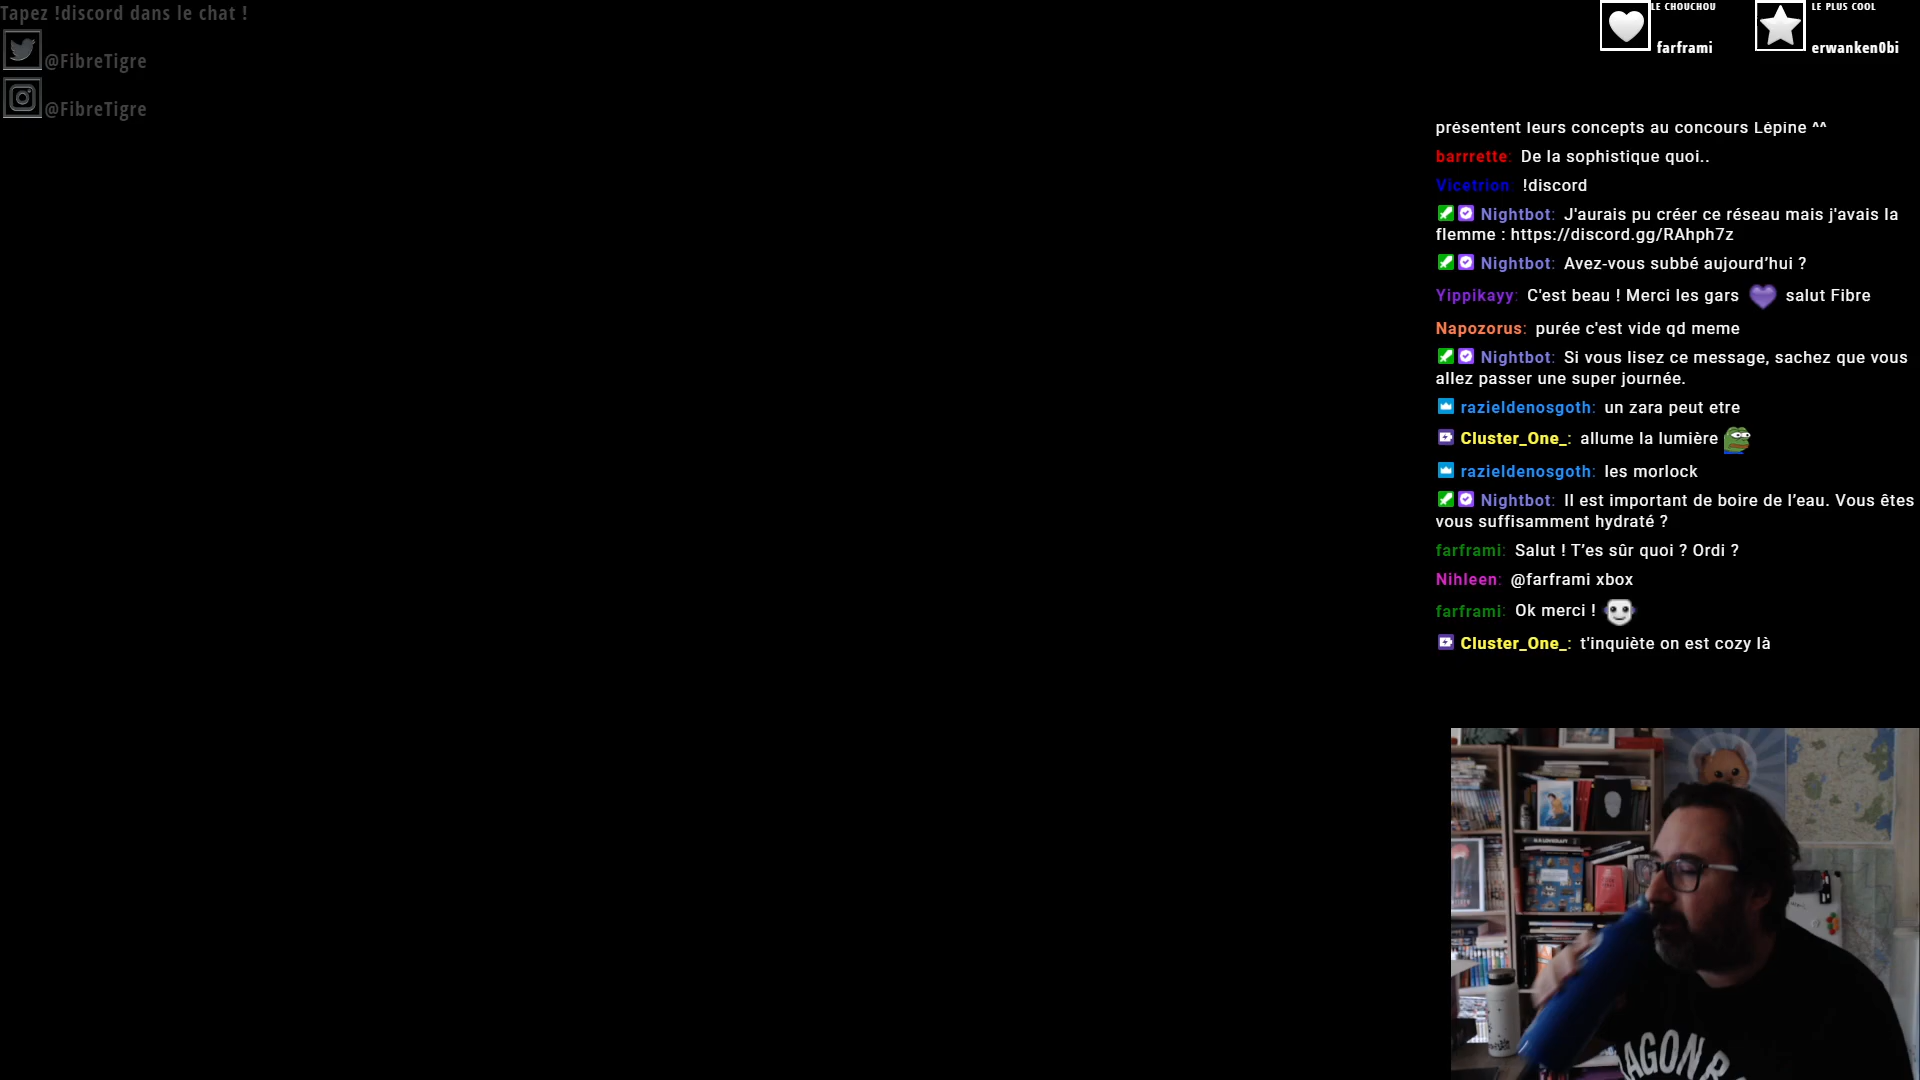 Tapez !discord dans le chat !
@FibreTigre
@FibreTigre
LE CHOUCHOU
farframi
LE PLUS COOL
erwanken0bi
présentent leurs concepts au concours Lépine ^^
barrrette: De la sophistique quoi..
Vicetrion: !discord
Nightbot: J'aurais pu créer ce réseau mais j'avais la
flemme : https://discord.gg/RAhph7z
Nightbot: Avez-vous subbé aujourd’hui ?
Yippikayy: C'est beau ! Merci les gars salut Fibre
Napozorus: purée c'est vide qd meme
Nightbot: Si vous lisez ce message, sachez que vous
allez passer une super journée.
razieldenosgoth: un zara peut etre
Cluster_One_: allume la lumière
razieldenosgoth: les morlock
Nightbot: Il est important de boire de l’eau. Vous êtes
vous suffisamment hydraté ?
farframi: Salut ! T’es sûr quoi ? Ordi ?
Nihleen: @farframi xbox
farframi: Ok merci !
Cluster_One_: t'inquiète on est cozy là